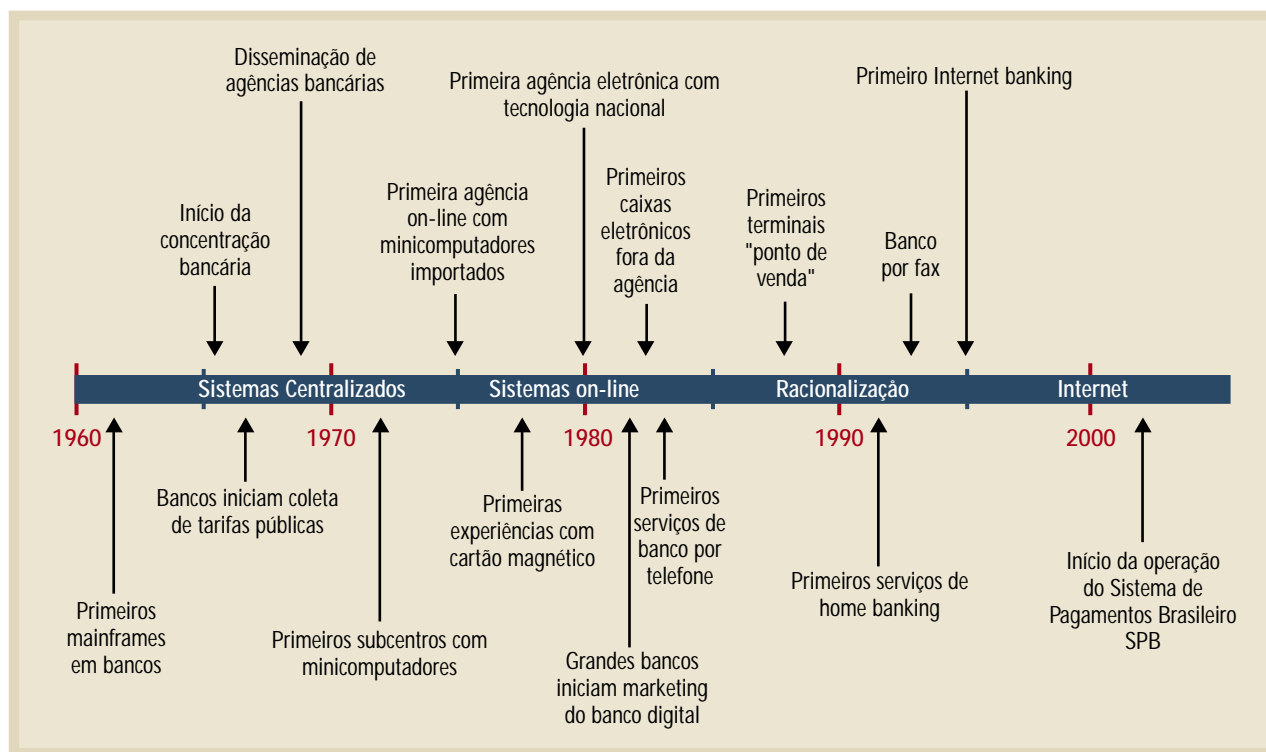 Disseminação de
agências bancárias
Primeira agência eletrônica com
tecnologia nacional
Primeiro Internet banking
Início da
concentração
bancária
Primeira agência
on-line com
minicomputadores
importados
Primeiros
caixas
eletrônicos
fora da
agência
Primeiros
terminais
"ponto de
venda"
Banco
por fax
Sistemas Centralizados
Sistemas on-line
Racionalização
Internet
1960
1970
1980
1990
2000
Bancos iniciam coleta
de tarifas públicas
Primeiras
experiências com
cartão magnético
Primeiros
serviços de
banco por
telefone
Primeiros
mainframes
em bancos
Primeiros subcentros com
minicomputadores
Grandes bancos
iniciam marketing
do banco digital
Primeiros serviços de
home banking
Início da operação
do Sistema de
Pagamentos Brasileiro
SPB